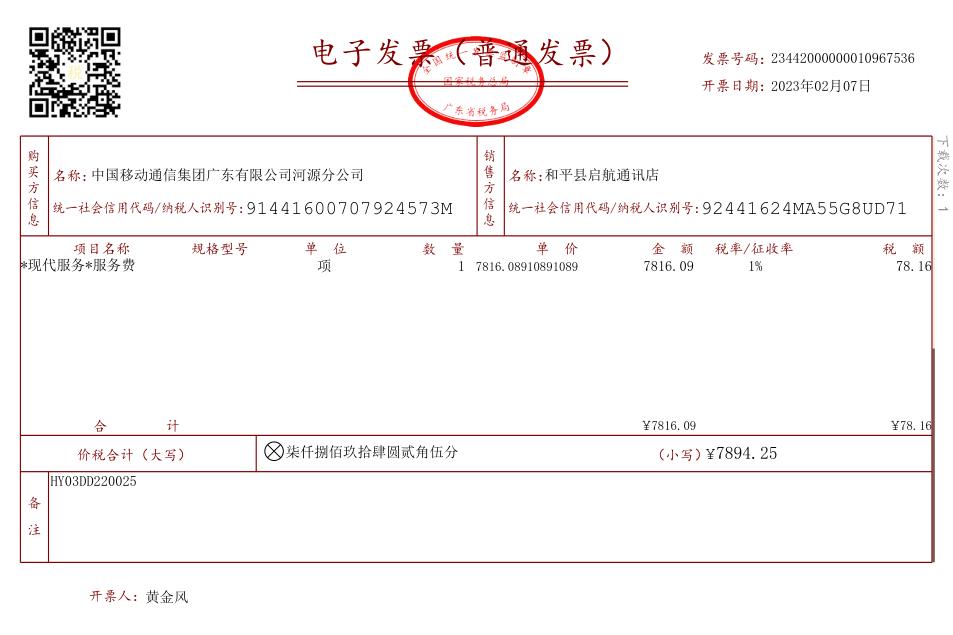 电子发票（普通发票）
全国统一发票监制章
国家税务总局
广东省税务局
发票号码：23442000000010967536
开票日期：2023年02月07日
税
下载次数：1
购买方信息
名称：中国移动通信集团广东有限公司河源分公司
统一社会信用代码/纳税人识别号：91441600707924573M
销售方信息
名称：和平县启航通讯店
统一社会信用代码/纳税人识别号：92441624MA55G8UD71
项目名称 规格型号 单 位 数 量 单 价 金 额 税率/征收率 税 额
*现代服务*服务费 项 1 7816.08910891089 7816.09 1% 78.16
合 计 ¥7816.09 ¥78.16
价税合计（大写） ⊗柒仟捌佰玖拾肆圆贰角伍分 （小写）¥7894.25
备注
HY03DD220025
开票人：黄金风